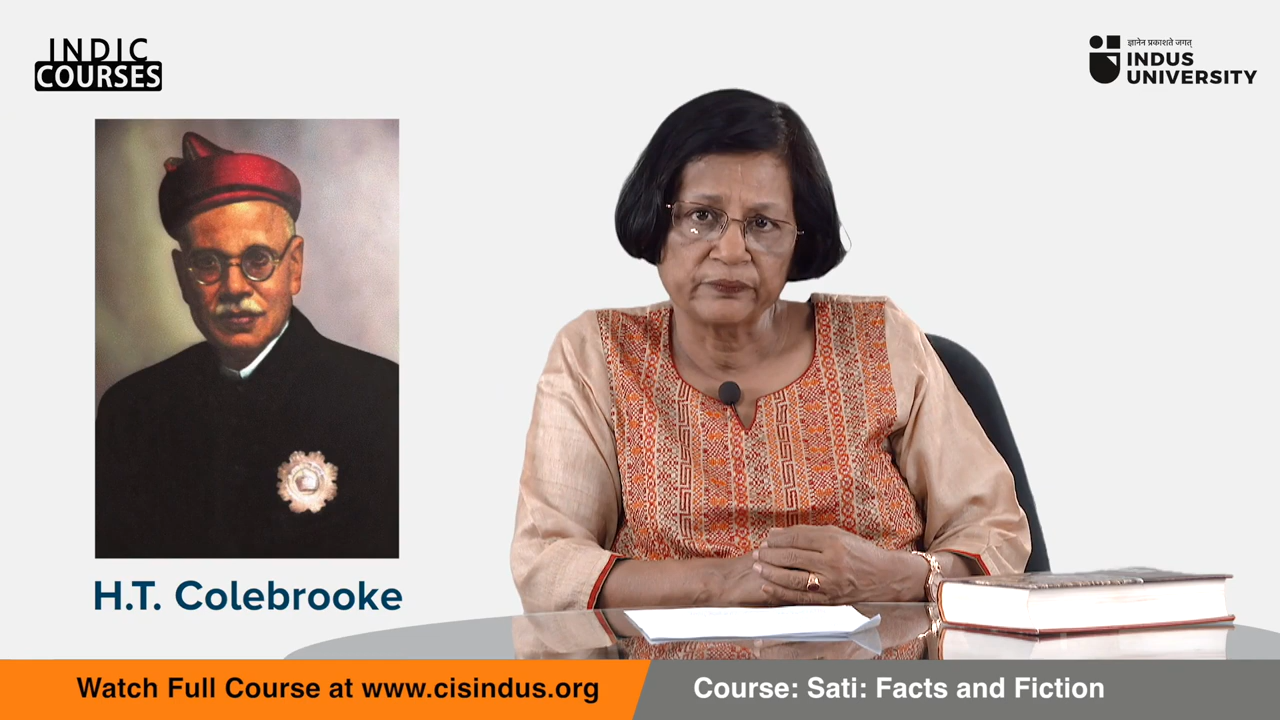 INDIC
COURSES
ज्ञानेन प्रकाशते जगत्
INDUS
UNIVERSITY
H.T. Colebrooke
Watch Full Course at www.cisindus.org
Course: Sati: Facts and Fiction